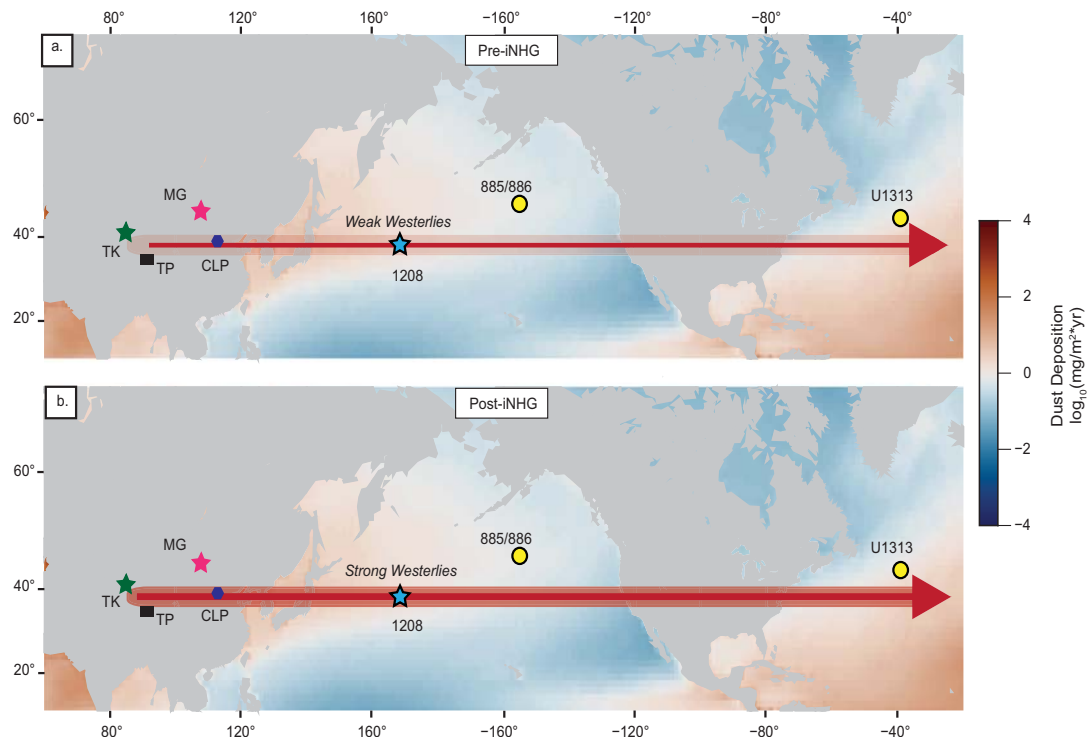 80° 120° 160° −165° −120° −80° −40°
a.
Pre-iNHG
60°
40°
20°
MG
885/886
U1313
Weak Westerlies
TK
TP
CLP
1208
b.
Post-iNHG
60°
40°
20°
MG
885/886
U1313
Strong Westerlies
TK
TP
CLP
1208
80° 120° 160° −165° −120° −80° −40°
4
2
0
−2
−4
Dust Deposition
log₁₀(mg/m²*yr)